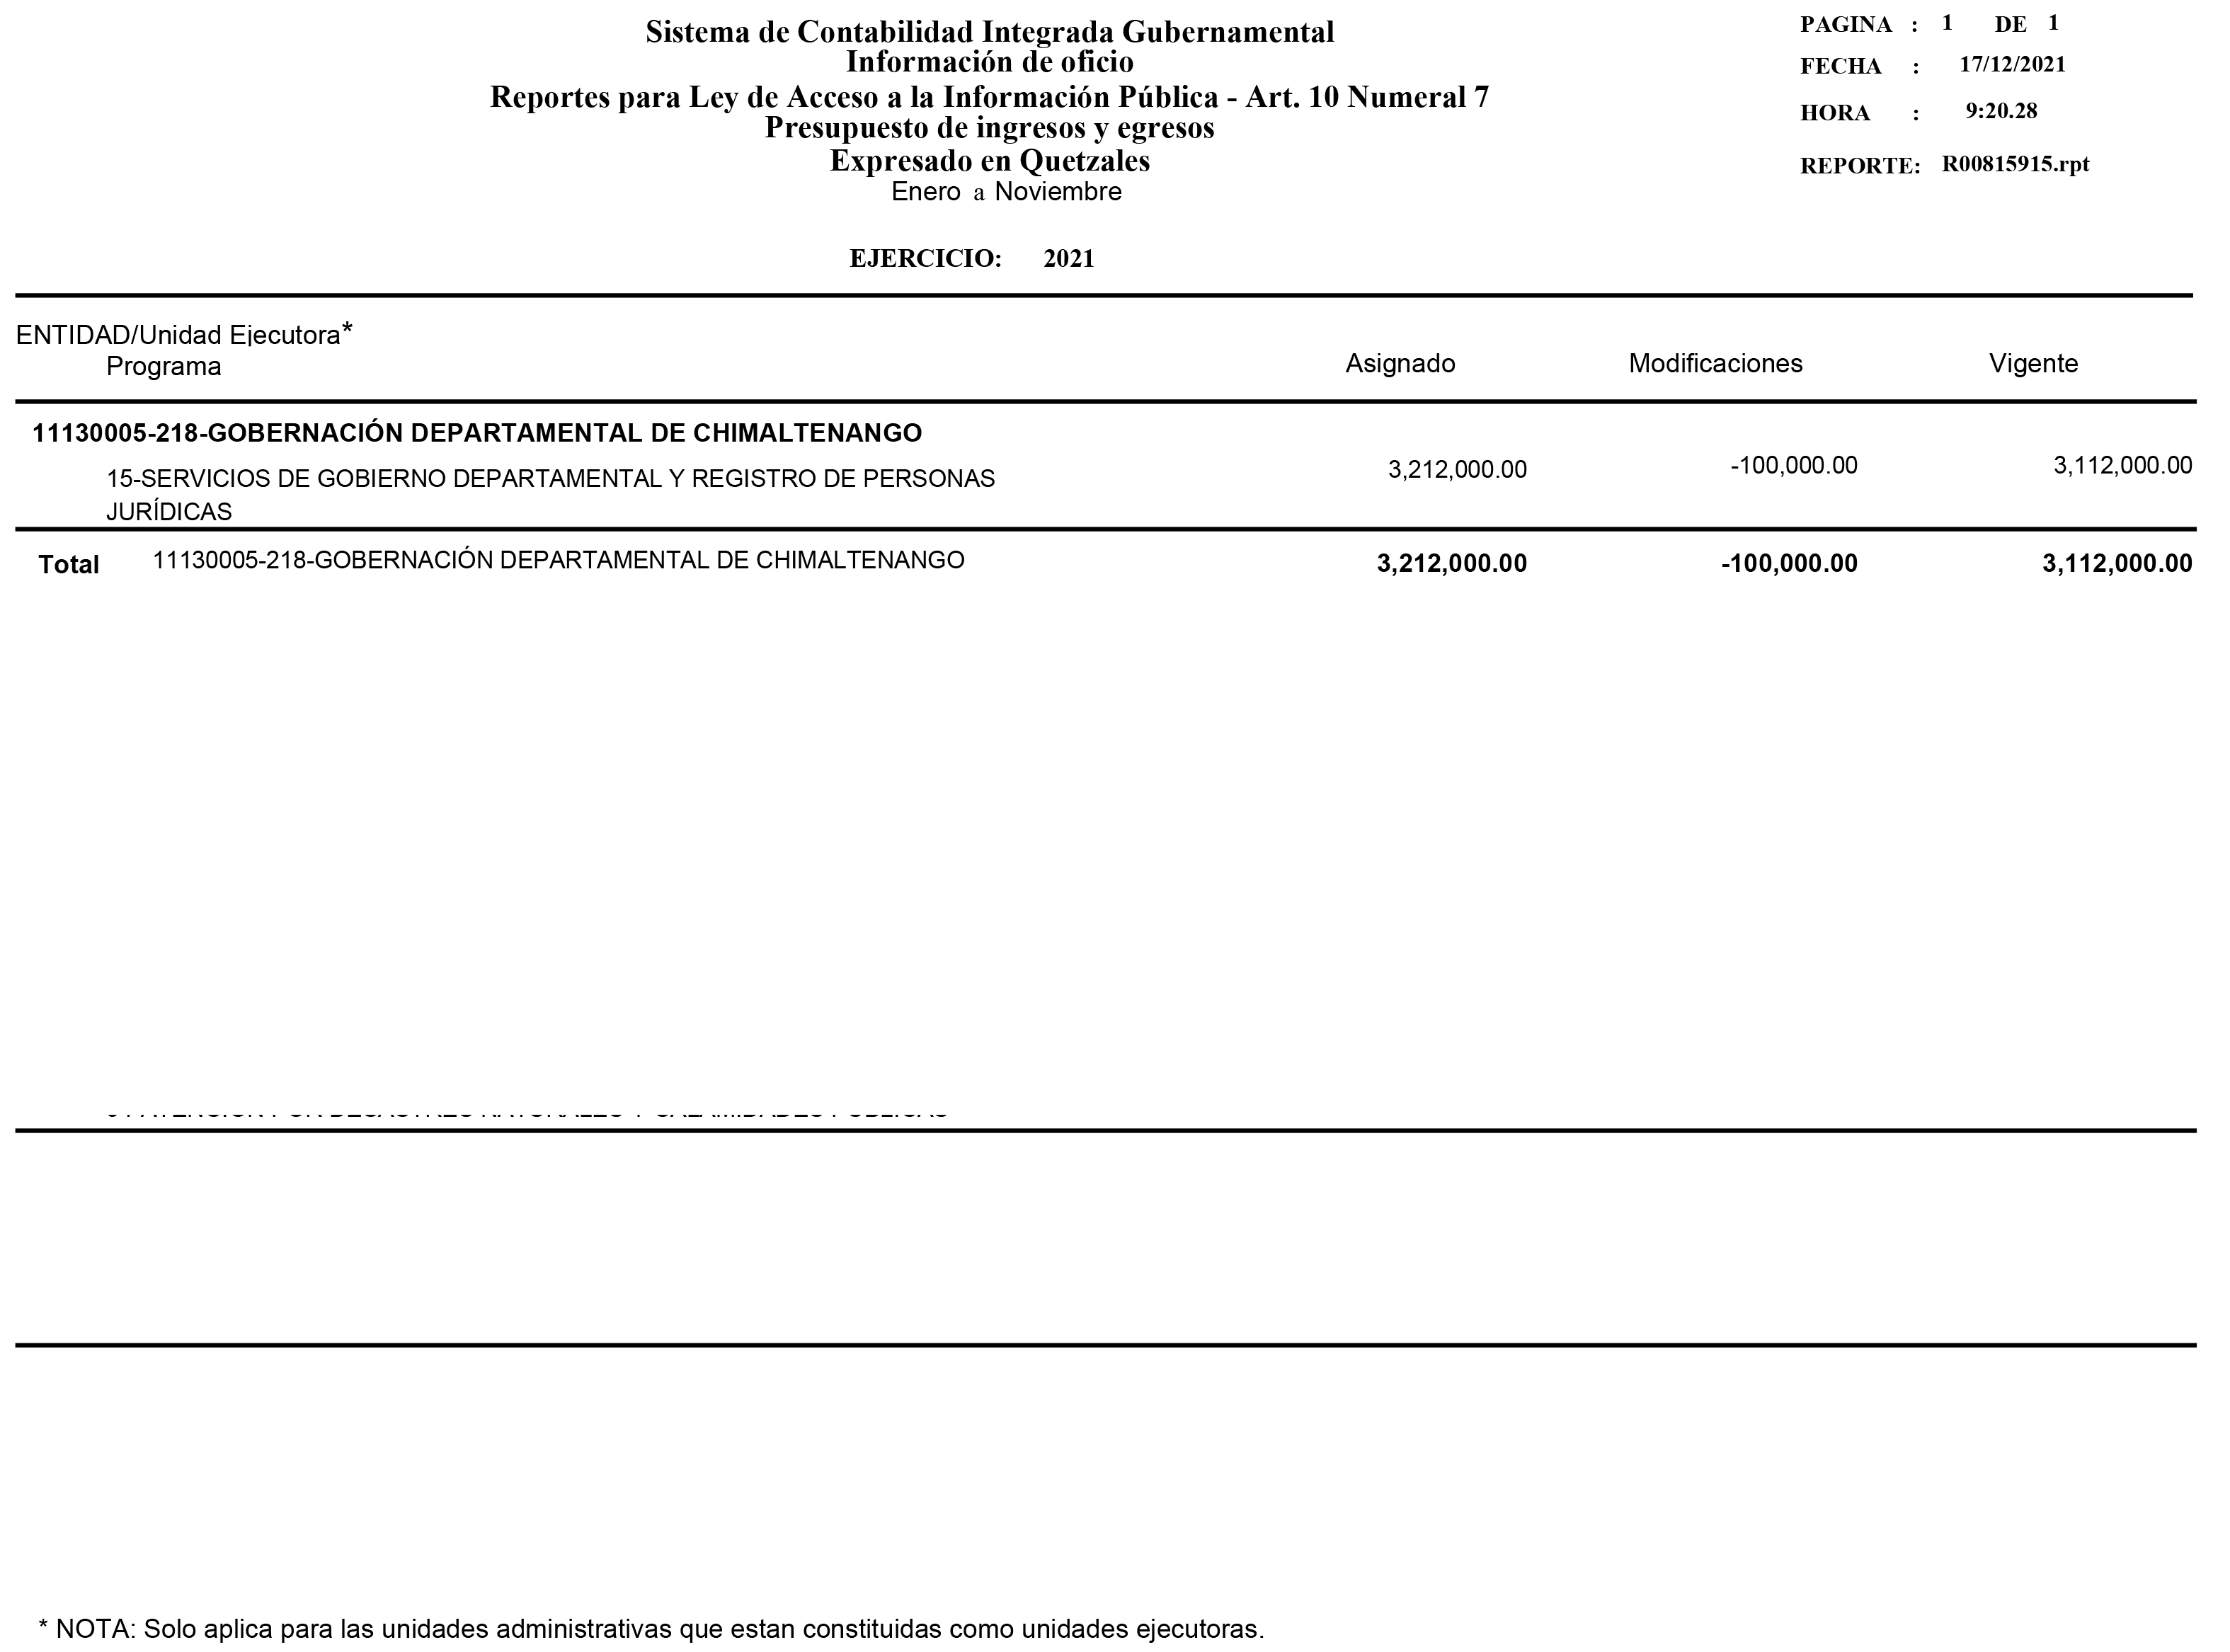 Sistema de Contabilidad Integrada Gubernamental
Información de oficio
Reportes para Ley de Acceso a la Información Pública - Art. 10 Numeral 7
Presupuesto de ingresos y egresos
Expresado en Quetzales
Enero a Noviembre
EJERCICIO: 2021
PAGINA : 1 DE 1
FECHA : 17/12/2021
HORA : 9:20.28
REPORTE: R00815915.rpt
ENTIDAD/Unidad Ejecutora*
Programa Asignado Modificaciones Vigente
11130005-218-GOBERNACIÓN DEPARTAMENTAL DE CHIMALTENANGO
15-SERVICIOS DE GOBIERNO DEPARTAMENTAL Y REGISTRO DE PERSONAS 3,212,000.00 -100,000.00 3,112,000.00
JURÍDICAS
Total 11130005-218-GOBERNACIÓN DEPARTAMENTAL DE CHIMALTENANGO 3,212,000.00 -100,000.00 3,112,000.00
* NOTA: Solo aplica para las unidades administrativas que estan constituidas como unidades ejecutoras.